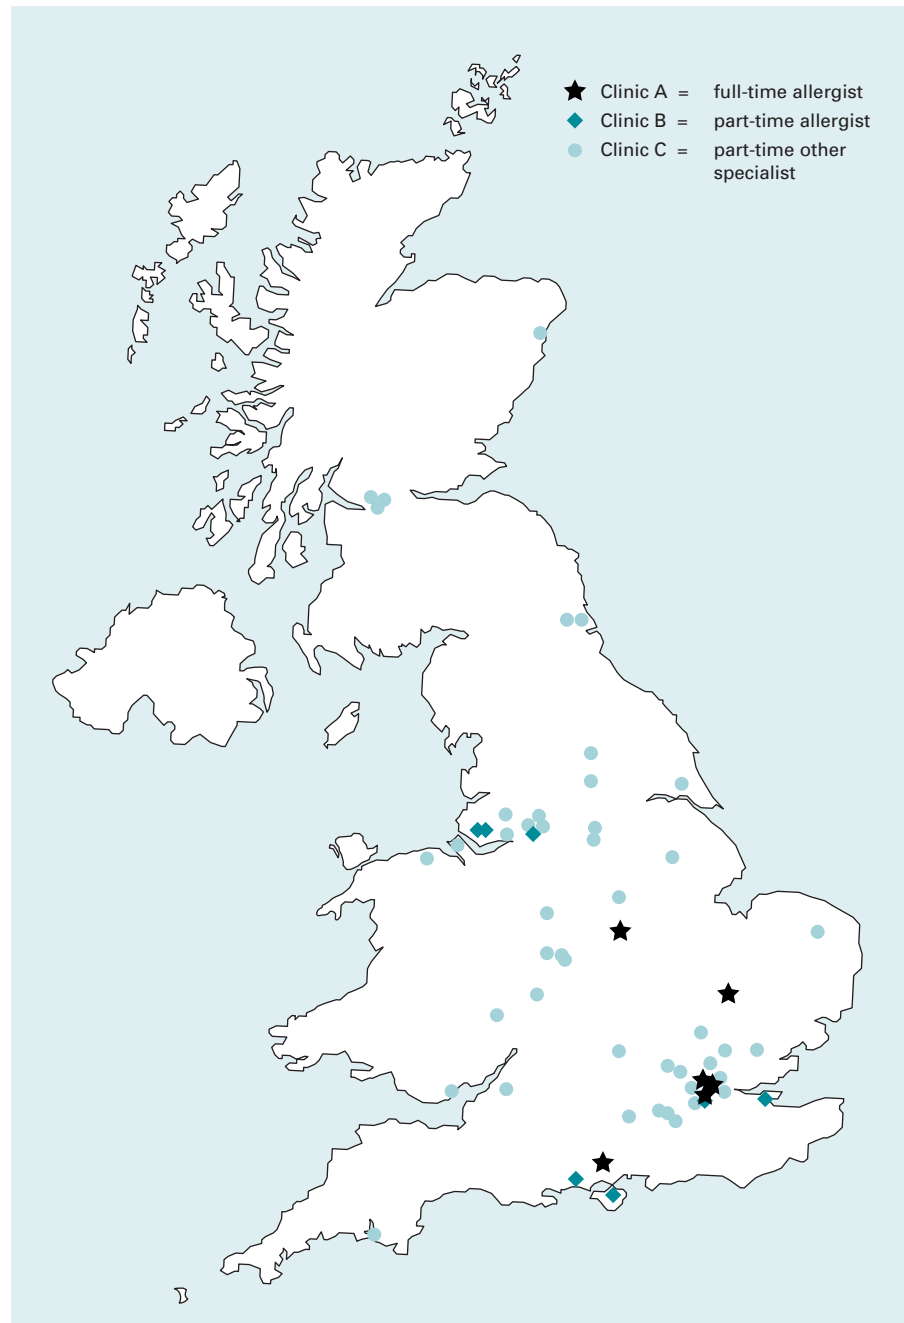 Clinic A = full-time allergist
Clinic B = part-time allergist
Clinic C = part-time other
specialist